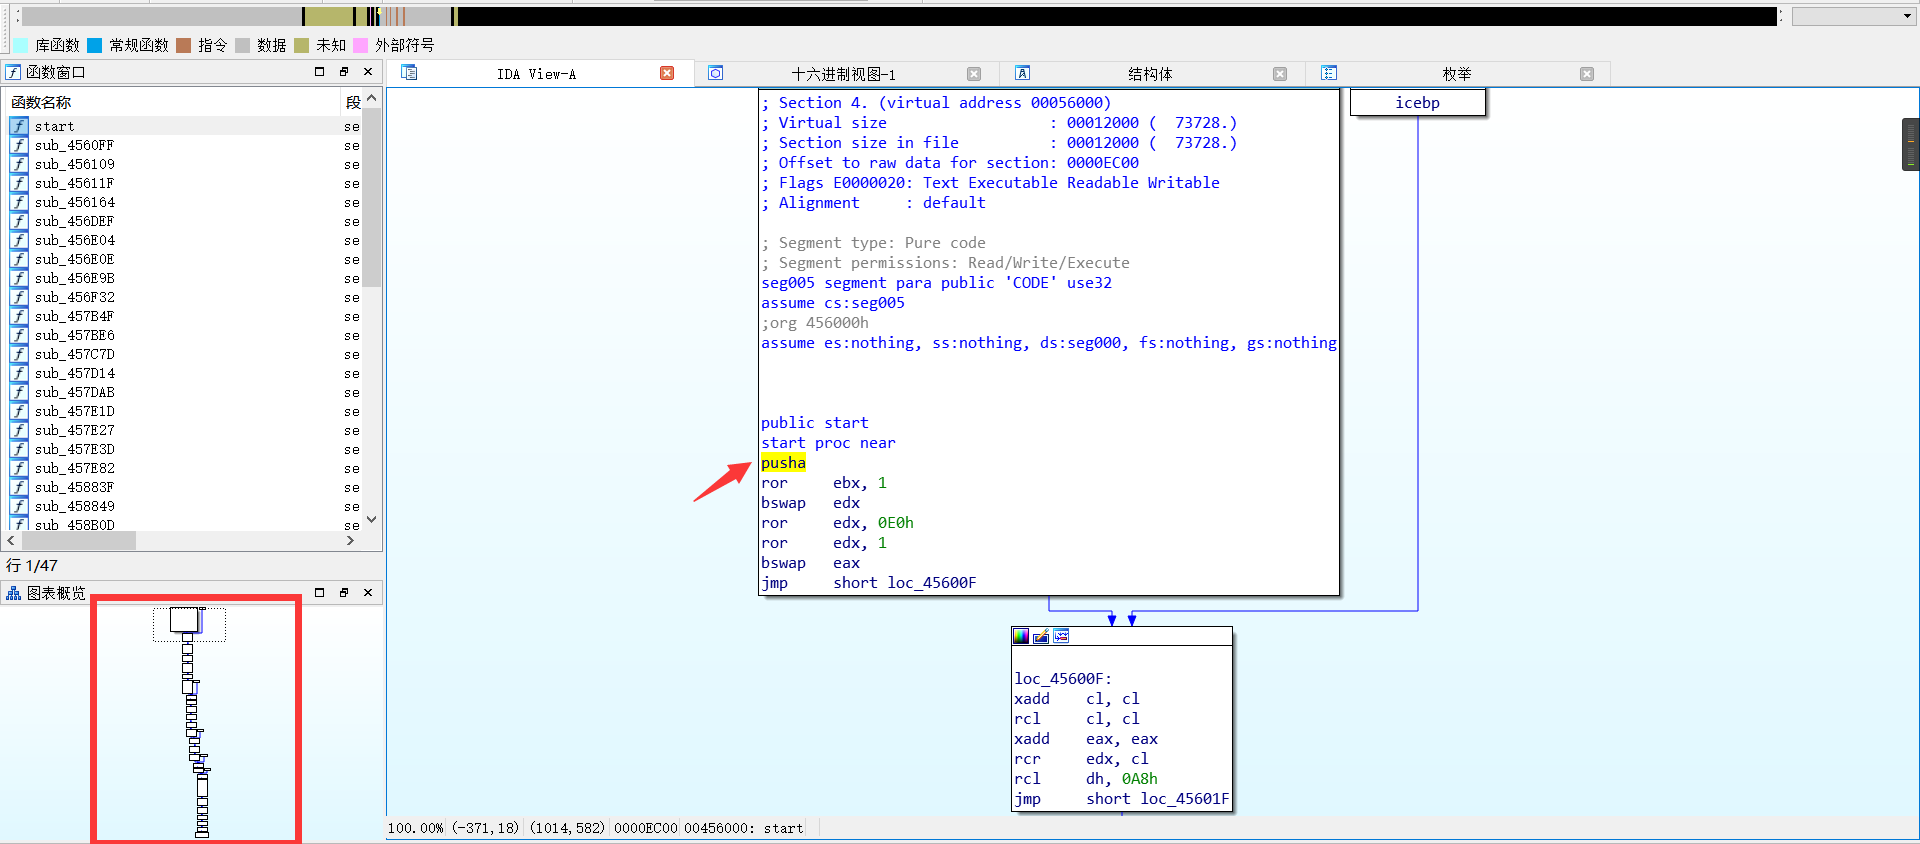 库函数 常规函数 指令 数据 未知 外部符号
函数窗口
函数名称 段
start se
sub_4560FF se
sub_456109 se
sub_45611F se
sub_456164 se
sub_456DEF se
sub_456E04 se
sub_456E0E se
sub_456E9B se
sub_456F32 se
sub_457B4F se
sub_457BE6 se
sub_457C7D se
sub_457D14 se
sub_457DAB se
sub_457E1D se
sub_457E27 se
sub_457E3D se
sub_457E82 se
sub_45883F se
sub_458849 se
sub_458B0D se
行 1/47
图表概览
IDA View-A 十六进制视图-1 结构体 枚举
; Section 4. (virtual address 00056000)
; Virtual size : 00012000 ( 73728.)
; Section size in file : 00012000 ( 73728.)
; Offset to raw data for section: 0000EC00
; Flags E0000020: Text Executable Readable Writable
; Alignment : default
; Segment type: Pure code
; Segment permissions: Read/Write/Execute
seg005 segment para public 'CODE' use32
assume cs:seg005
;org 456000h
assume es:nothing, ss:nothing, ds:seg000, fs:nothing, gs:nothing
public start
start proc near
pusha
ror ebx, 1
bswap edx
ror edx, 0E0h
ror edx, 1
bswap eax
jmp short loc_45600F
icebp
loc_45600F:
xadd cl, cl
rcl cl, cl
xadd eax, eax
rcr edx, cl
rcl dh, 0A8h
jmp short loc_45601F
100.00% (-371,18) (1014,582) 0000EC00 00456000: start